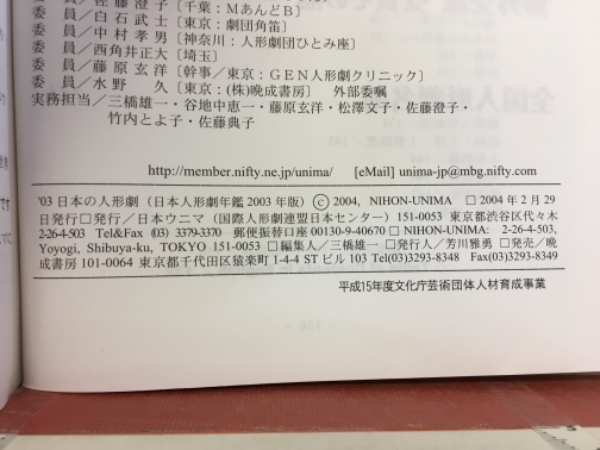 委　員／佐藤澄子〔千葉：MあんどB〕
委　員／白石武士〔東京：劇団角笛〕
委　員／中村孝男〔神奈川：人形劇団ひとみ座〕
委　員／西角井正大〔埼玉〕
委　員／藤原玄洋〔幹事／東京：GEN人形劇クリニック〕
委　員／水野　久〔東京：(株)晩成書房〕　外部委嘱
実務担当／三橋雄一・谷地中恵一・藤原玄洋・松澤文子・佐藤澄子・
竹内とよ子・佐藤典子
http://member.nifty.ne.jp/unima/　[eMail] unima-jp@mbg.nifty.com
'03 日本の人形劇（日本人形劇年鑑 2003 年版）ⓒ 2004, NIHON-UNIMA　□ 2004 年 2 月 29
日発行□発行／日本ウニマ（国際人形劇連盟日本センター）151-0053 東京都渋谷区代々木
2-26-4-503 Tel&Fax (03) 3379-3370 郵便振替口座 00130-9-40670 □ NIHON-UNIMA: 2-26-4-503,
Yoyogi, Shibuya-ku, TOKYO 151-0053 □編集人／三橋雄一□発行人／芳川雅勇□発売／晩
成書房 101-0064 東京都千代田区猿楽町 1-4-4 ST ビル 103 Tel(03)3293-8348　Fax(03)3293-8349
平成15年度文化庁芸術団体人材育成事業